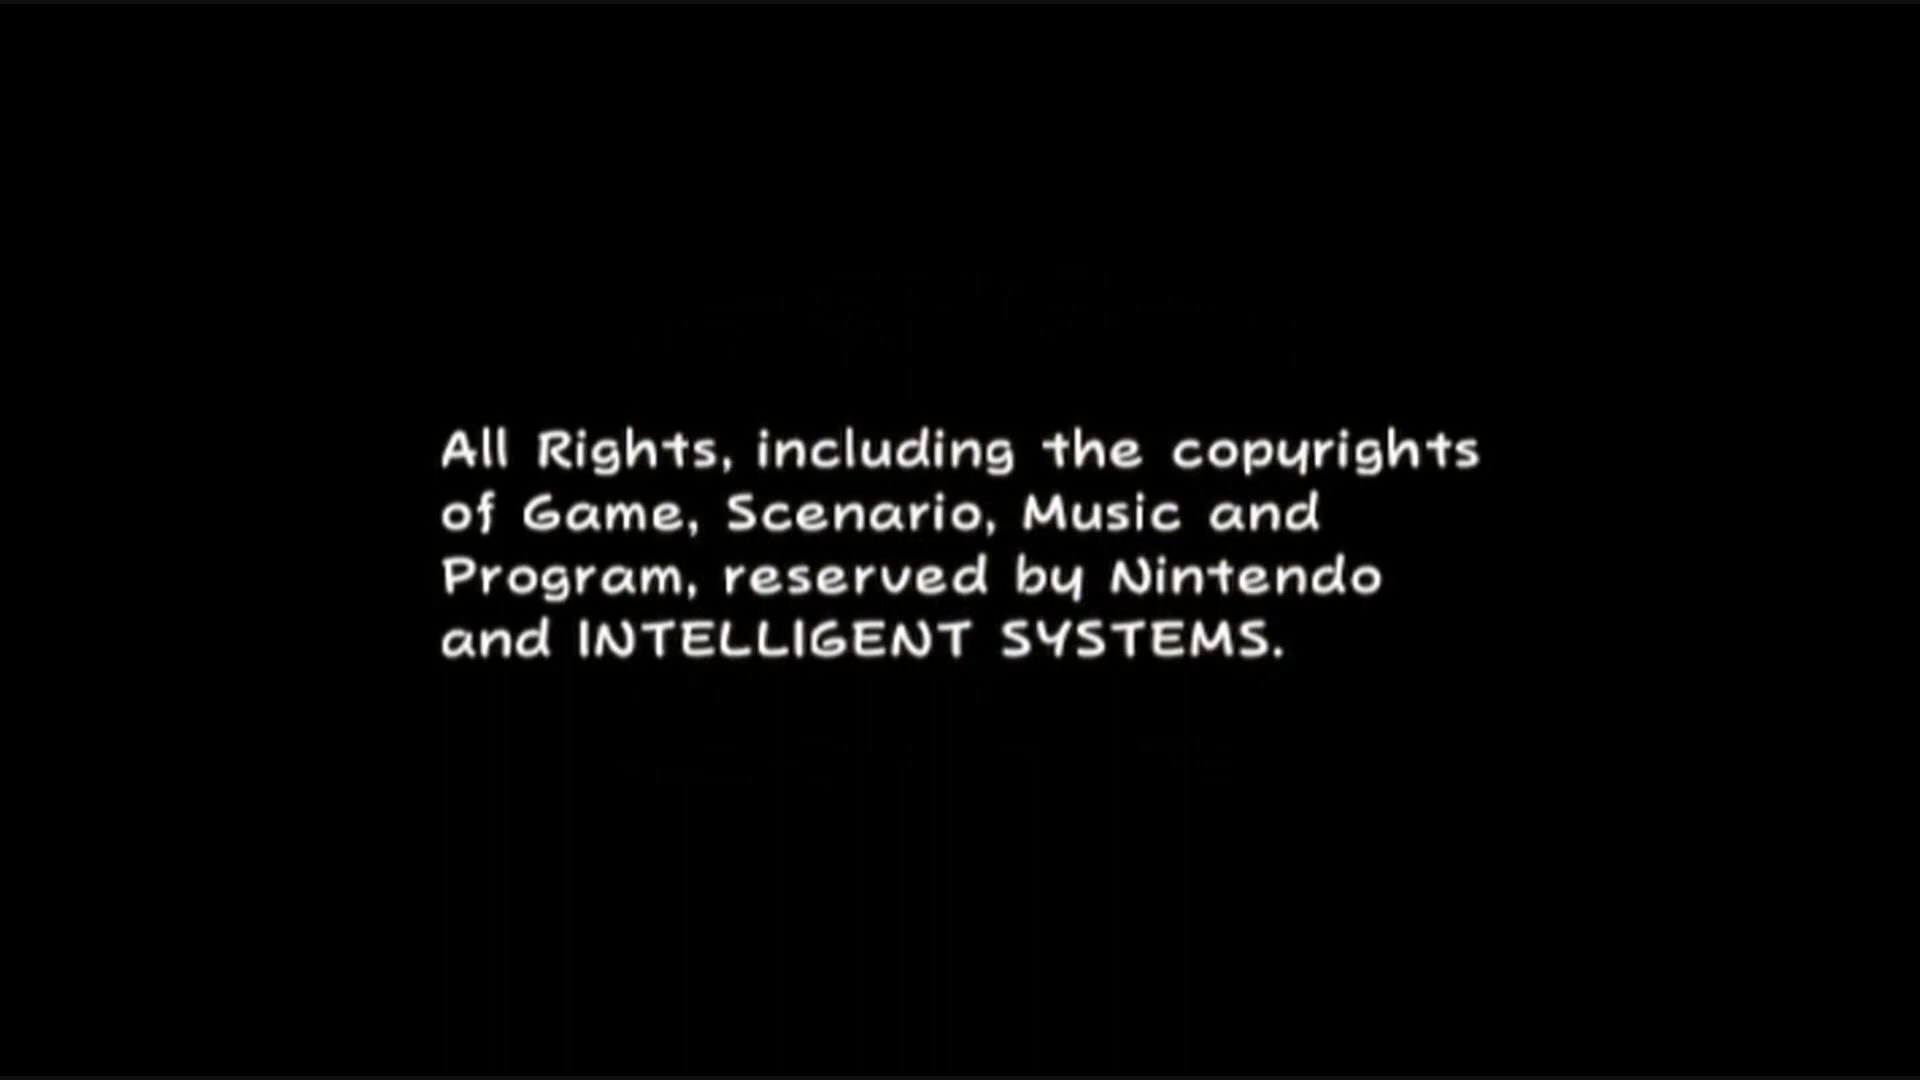 All Rights, including the copyrights
of Game, Scenario, Music and
Program, reserved by Nintendo
and INTELLIGENT SYSTEMS.